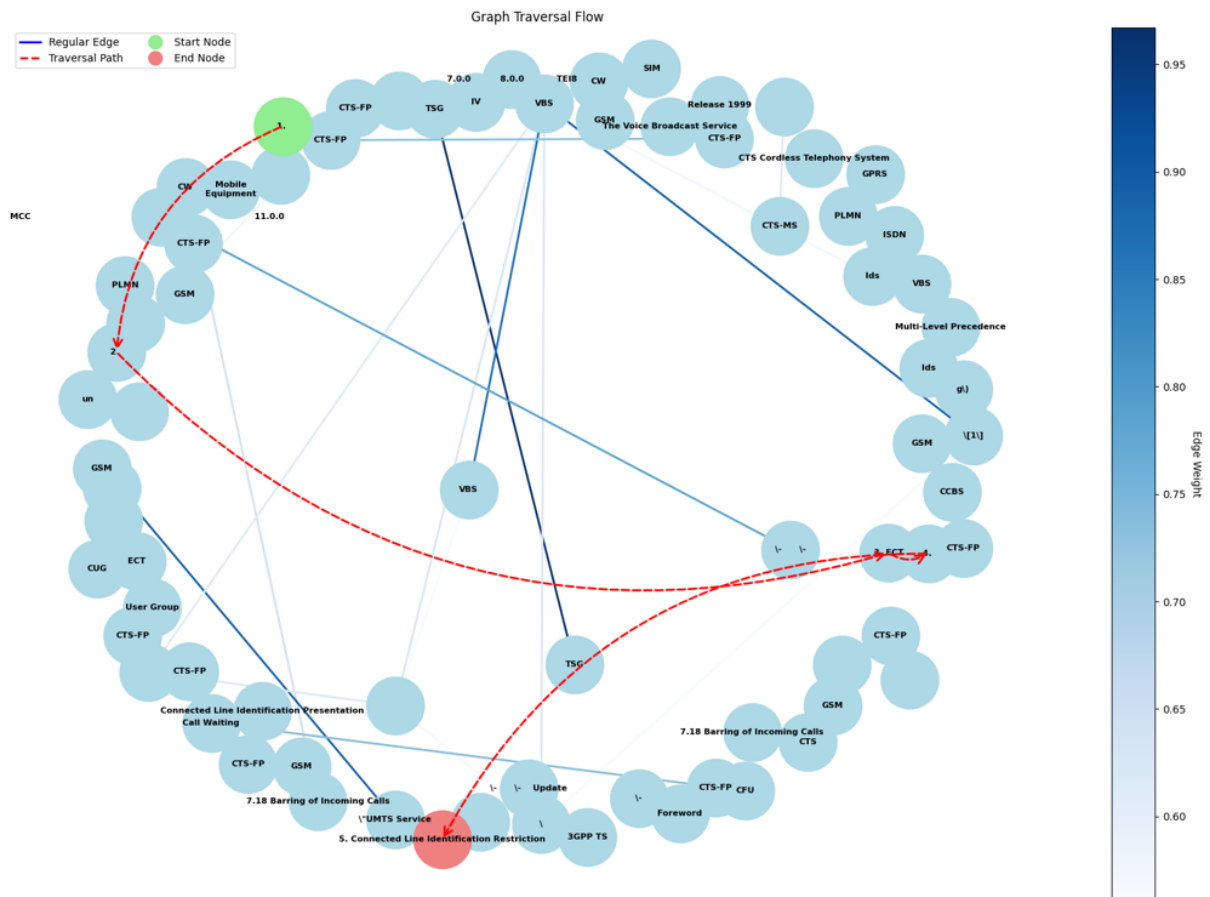 Graph Traversal Flow
Regular Edge
Traversal Path
Start Node
End Node
7.0.0
8.0.0
TEI8
CW
SIM
CTS-FP
TSG
IV
VBS
Release 1999
1.
CTS-FP
GSM
The Voice Broadcast Service
CTS-FP
CTS Cordless Telephony System
GPRS
CW
Mobile
Equipment
MCC
11.0.0
PLMN
CTS-MS
ISDN
CTS-FP
Ids
VBS
PLMN
GSM
Multi-Level Precedence
2.
Ids
g\)
un
\[1\]
GSM
GSM
VBS
CCBS
\-
\-
3. ECT
4.
CTS-FP
ECT
CUG
User Group
CTS-FP
CTS-FP
CTS-FP
TSG
Connected Line Identification Presentation
GSM
Call Waiting
7.18 Barring of Incoming Calls
CTS
CTS-FP
GSM
\-
\-
Update
CTS-FP
CFU
7.18 Barring of Incoming Calls
\-
Foreword
\"UMTS Service
\
5. Connected Line Identification Restriction
3GPP TS
0.95
0.90
0.85
0.80
0.75
0.70
0.65
0.60
Edge Weight